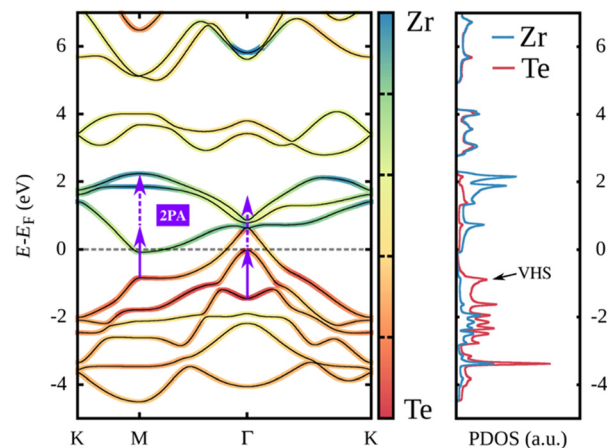 6
4
2
0
-2
-4
E-E_F (eV)
2PA
K M Γ K
Zr
Te
Zr
Te
VHS
6
4
2
0
-2
-4
PDOS (a.u.)